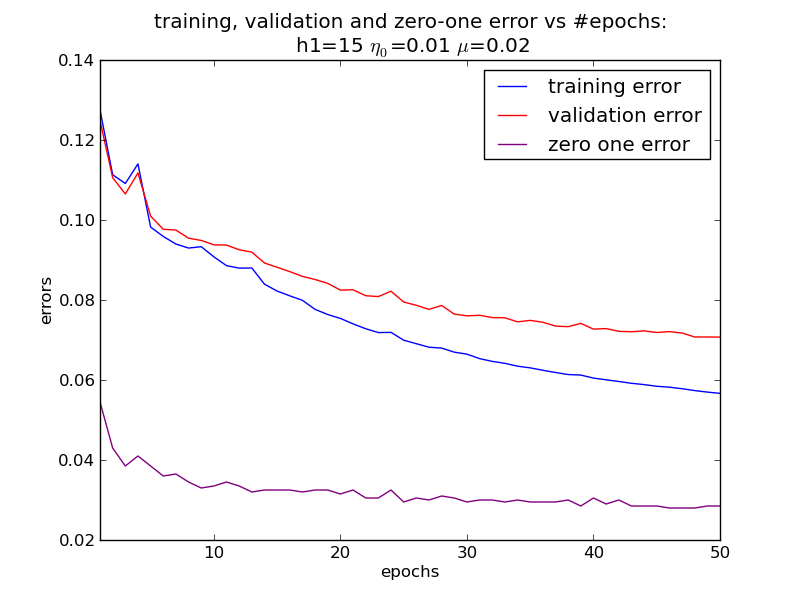 training, validation and zero-one error vs #epochs:
h1=15 η₀=0.01 μ=0.02
training error
validation error
zero one error
0.14
0.12
0.10
0.08
0.06
0.04
0.02
errors
10
20
30
40
50
epochs